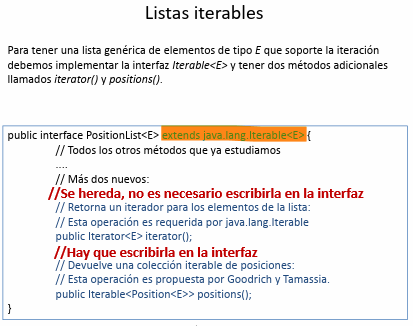 Listas iterables
Para tener una lista genérica de elementos de tipo E que soporte la iteración
debemos implementar la interfaz Iterable<E> y tener dos métodos adicionales
llamados iterator() y positions().
public interface PositionList<E> extends java.lang.Iterable<E> {
// Todos los otros métodos que ya estudiamos
....
// Más dos nuevos:
//Se hereda, no es necesario escribirla en la interfaz
// Retorna un iterador para los elementos de la lista:
// Esta operación es requerida por java.lang.Iterable
public Iterator<E> iterator();
//Hay que escribirla en la interfaz
// Devuelve una colección iterable de posiciones:
// Esta operación es propuesta por Goodrich y Tamassia.
public Iterable<Position<E>> positions();
}